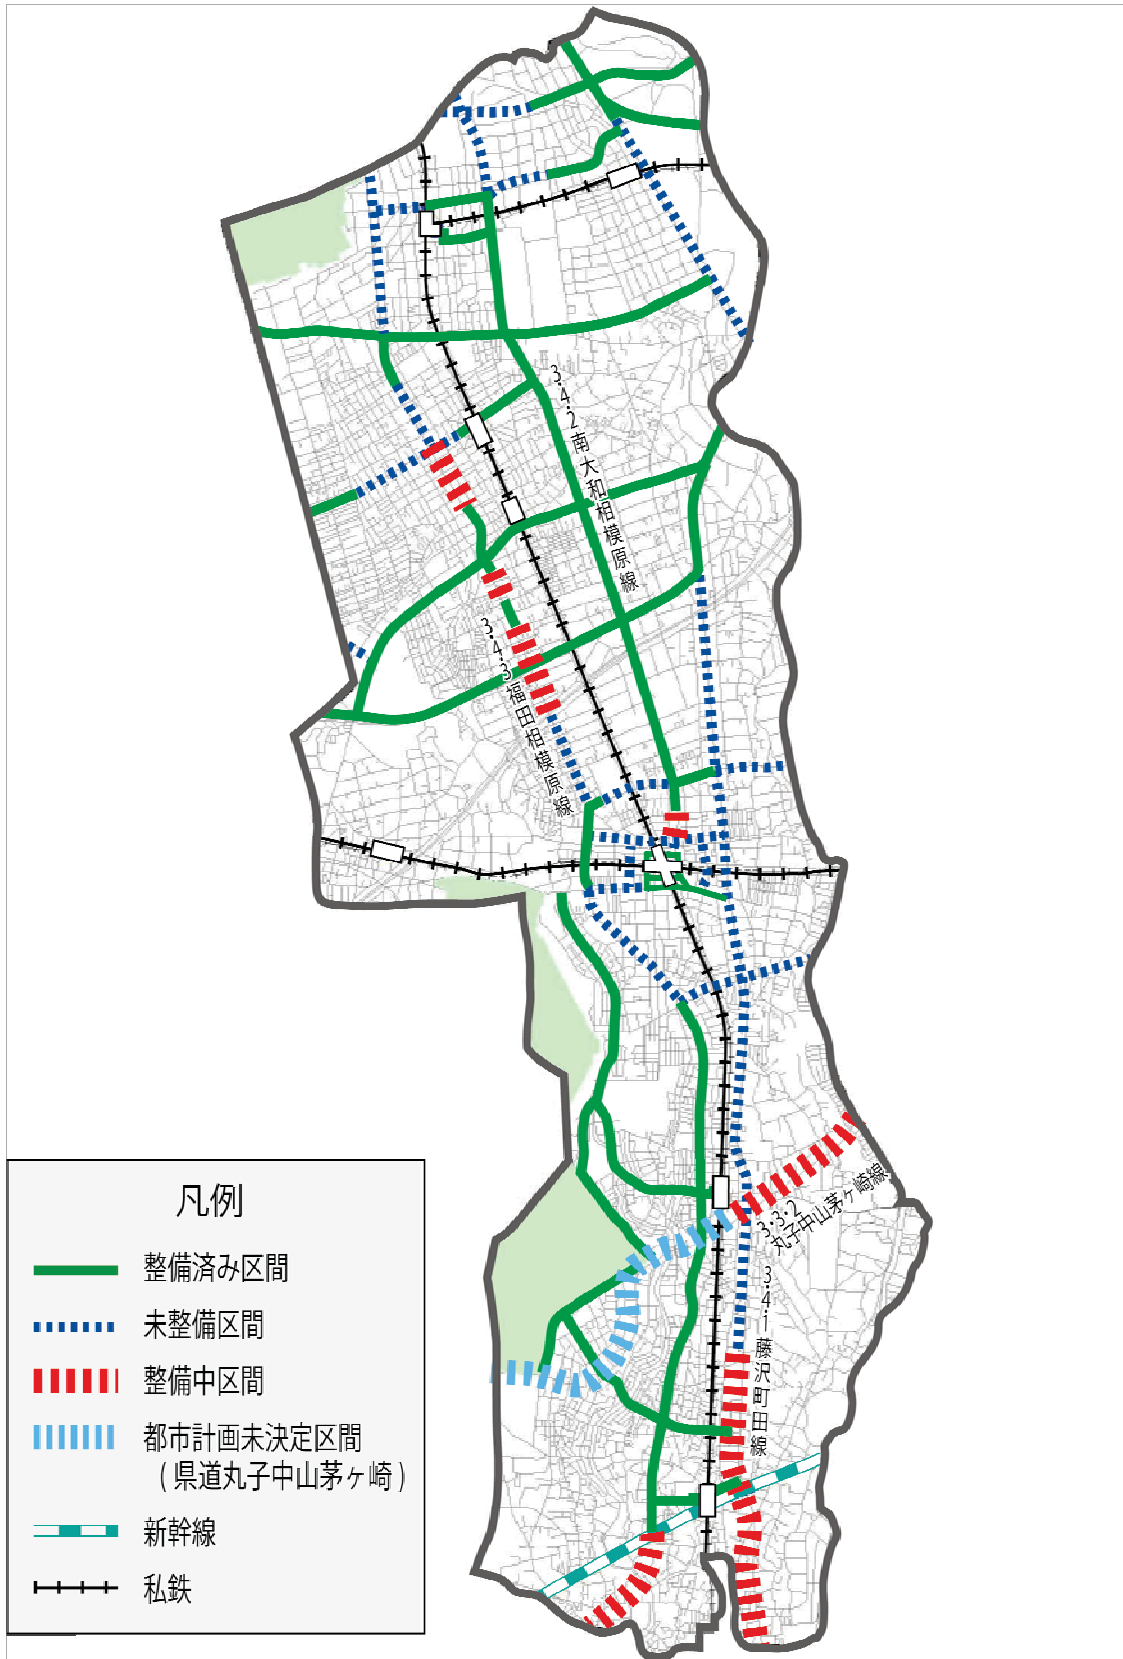 3・4・2南大和相模原線
3・4・3福田相模原線
3・3・2
丸子中山茅ヶ崎線
3・4・1藤沢町田線
凡例
整備済み区間
未整備区間
整備中区間
都市計画未決定区間
(県道丸子中山茅ヶ崎)
新幹線
私鉄